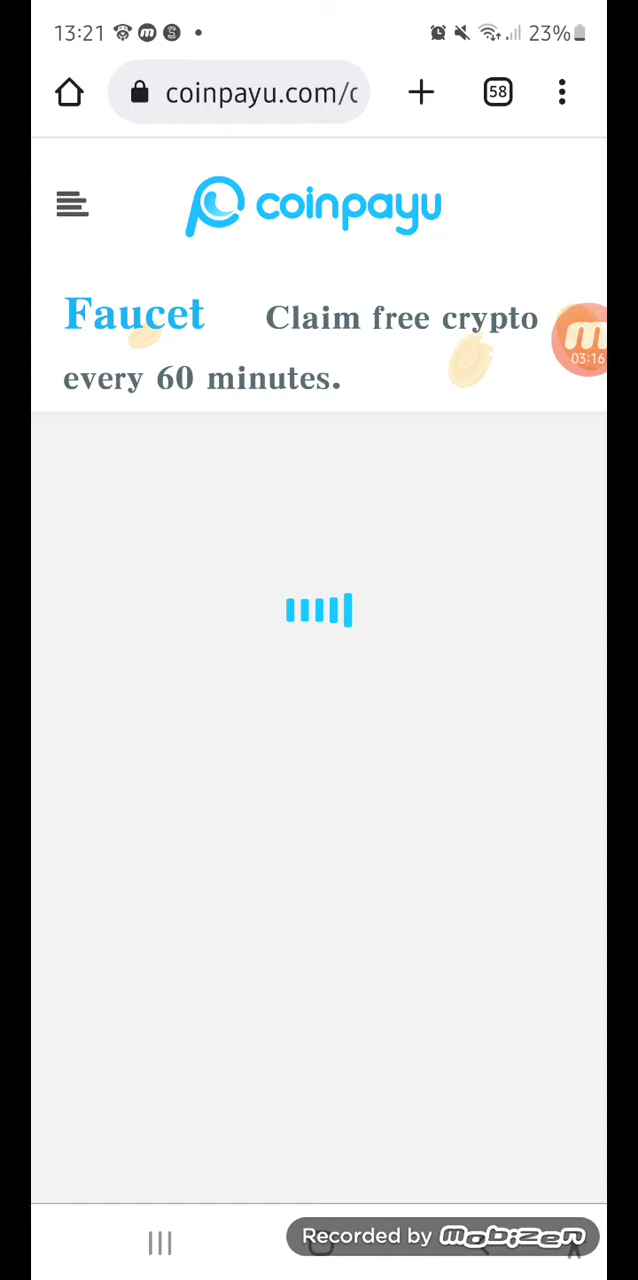 13:21 23%
coinpayu.com/c
58
coinpayu
Faucet Claim free crypto
03:16
every 60 minutes.
Recorded by mobizen